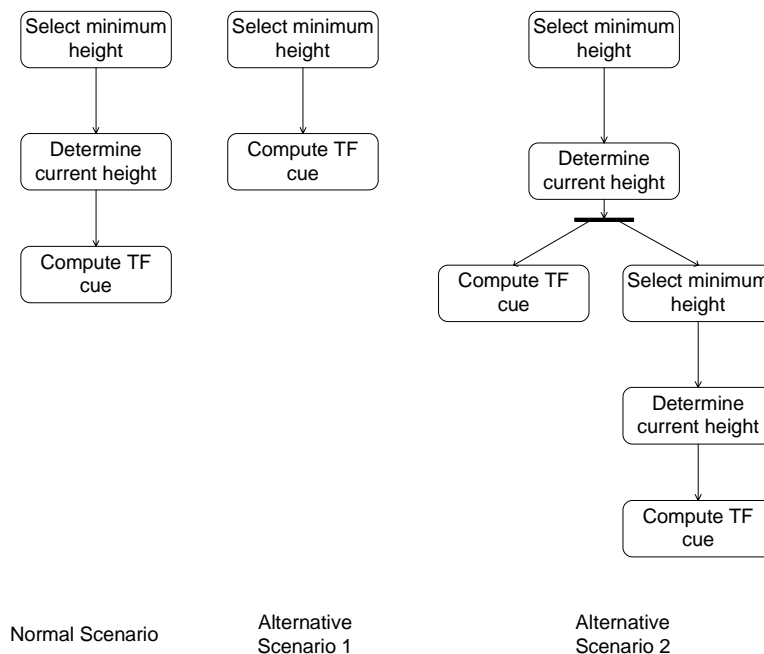 Select minimum
height
Determine
current height
Compute TF
cue
Normal Scenario
Select minimum
height
Compute TF
cue
Alternative
Scenario 1
Select minimum
height
Determine
current height
Compute TF
cue
Select minimum
height
Determine
current height
Compute TF
cue
Alternative
Scenario 2